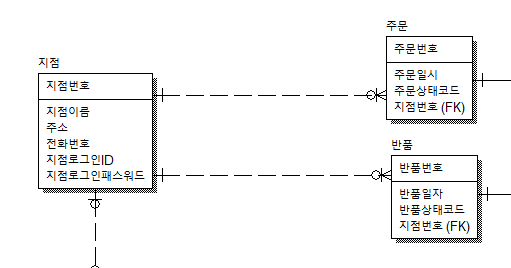 주문
주문번호
주문일시
주문상태코드
지점번호 (FK)
지점
지점번호
지점이름
주소
전화번호
지점로그인ID
지점로그인패스워드
반품
반품번호
반품일자
반품상태코드
지점번호 (FK)